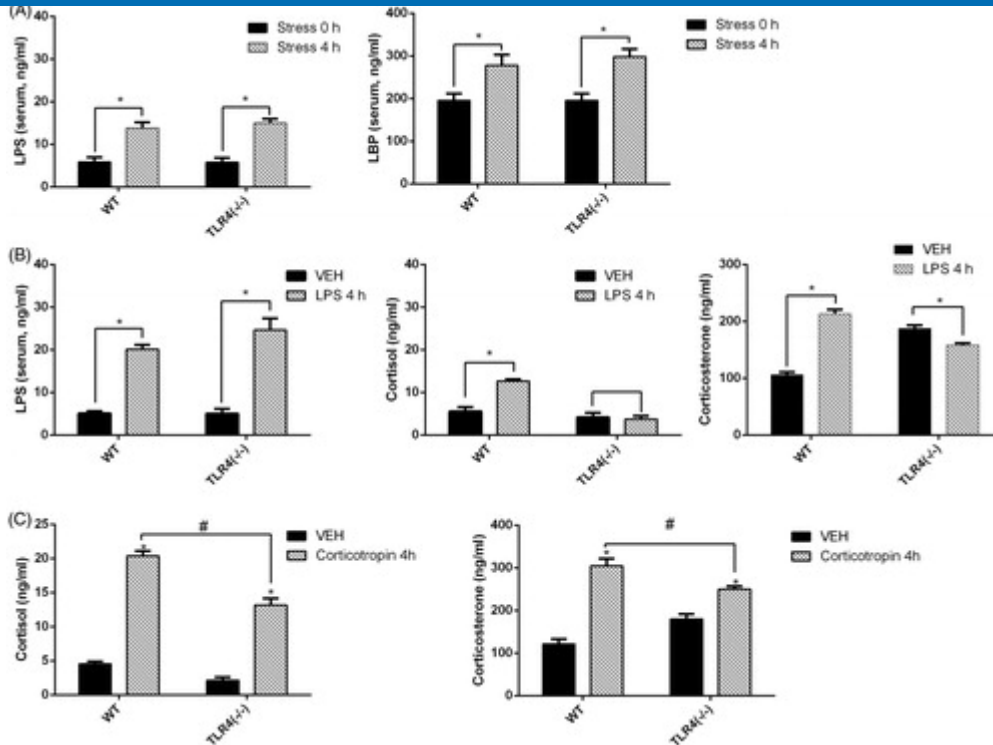 (A)
LPS (serum, ng/ml)
40
30
20
10
0
Stress 0 h
Stress 4 h
*
*
WT
TLR4(-/-)
LBP (serum, ng/ml)
400
300
200
100
0
Stress 0 h
Stress 4 h
*
*
WT
TLR4(-/-)
(B)
LPS (serum, ng/ml)
40
30
20
10
0
VEH
LPS 4 h
*
*
WT
TLR4(-/-)
Cortisol (ng/ml)
40
30
20
10
0
VEH
LPS 4 h
*
WT
TLR4(-/-)
Corticosterone (ng/ml)
300
200
100
0
VEH
LPS 4 h
*
*
WT
TLR4(-/-)
(C)
Cortisol (ng/ml)
25
20
15
10
5
0
VEH
Corticotropin 4h
#
*
*
WT
TLR4(-/-)
Corticosterone (ng/ml)
400
300
200
100
0
VEH
Corticotropin 4h
#
*
*
WT
TLR4(-/-)